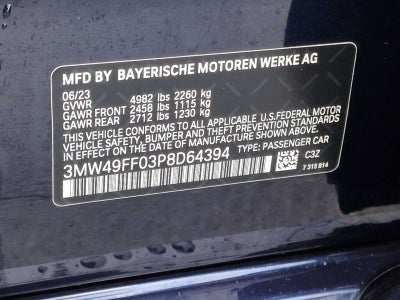 MFD BY BAYERISCHE MOTOREN WERKE AG
06/23
GVWR 4982 lbs 2260 kg
GAWR FRONT 2458 lbs 1115 kg
GAWR REAR 2712 lbs 1230 kg
THIS VEHICLE CONFORMS TO ALL APPLICABLE U.S.FEDERAL MOTOR
VEHICLE SAFETY, BUMPER AND THEFT PREVENTION STANDARDS
IN EFFECT ON THE DATE OF MANUFACTURE SHOWN ABOVE.
3MW49FF03P8D64394 TYPE: PASSENGER CAR
C3Z
7 315 814